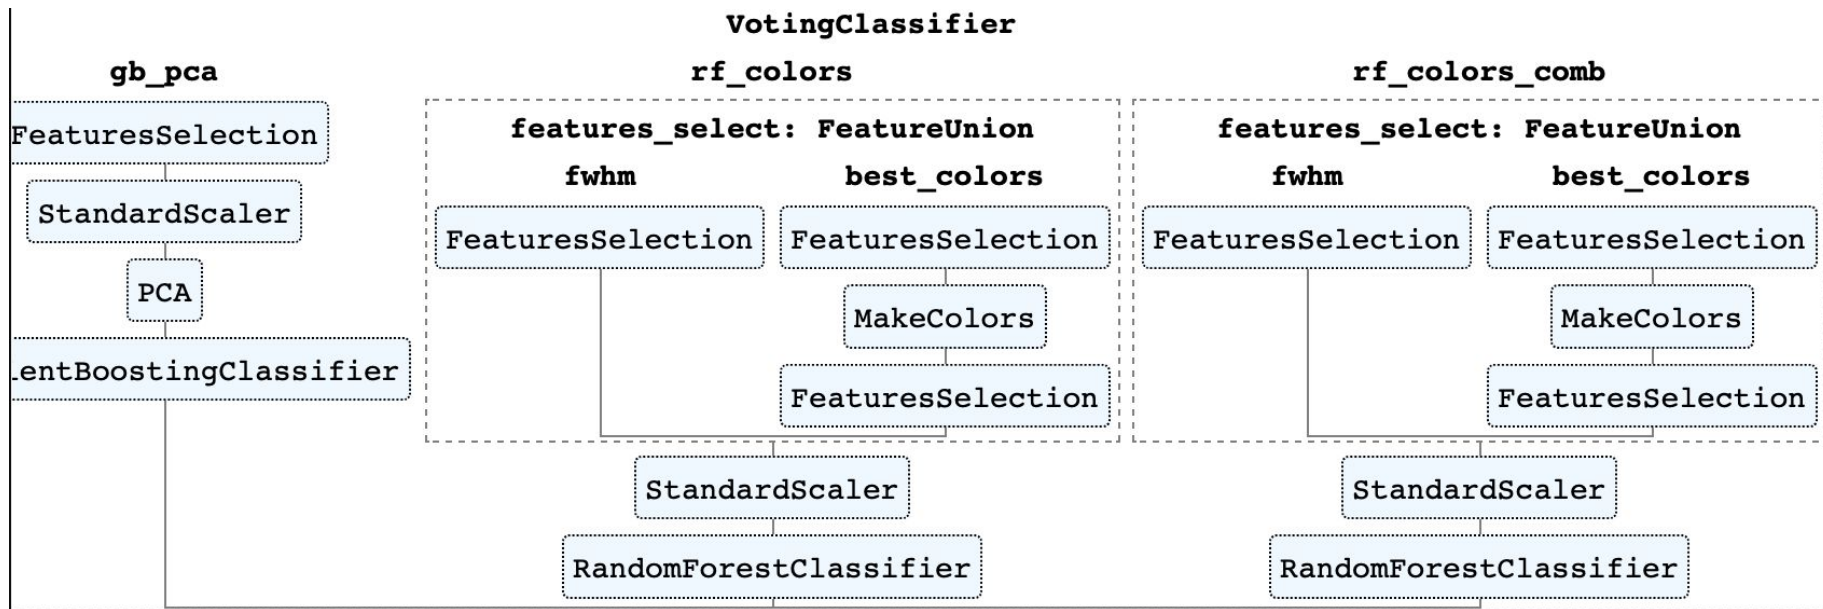 VotingClassifier
gb_pca
rf_colors
rf_colors_comb
FeaturesSelection
StandardScaler
PCA
entBoostingClassifier
features_select: FeatureUnion
fwhm
best_colors
FeaturesSelection
FeaturesSelection
MakeColors
FeaturesSelection
StandardScaler
RandomForestClassifier
features_select: FeatureUnion
fwhm
best_colors
FeaturesSelection
FeaturesSelection
MakeColors
FeaturesSelection
StandardScaler
RandomForestClassifier